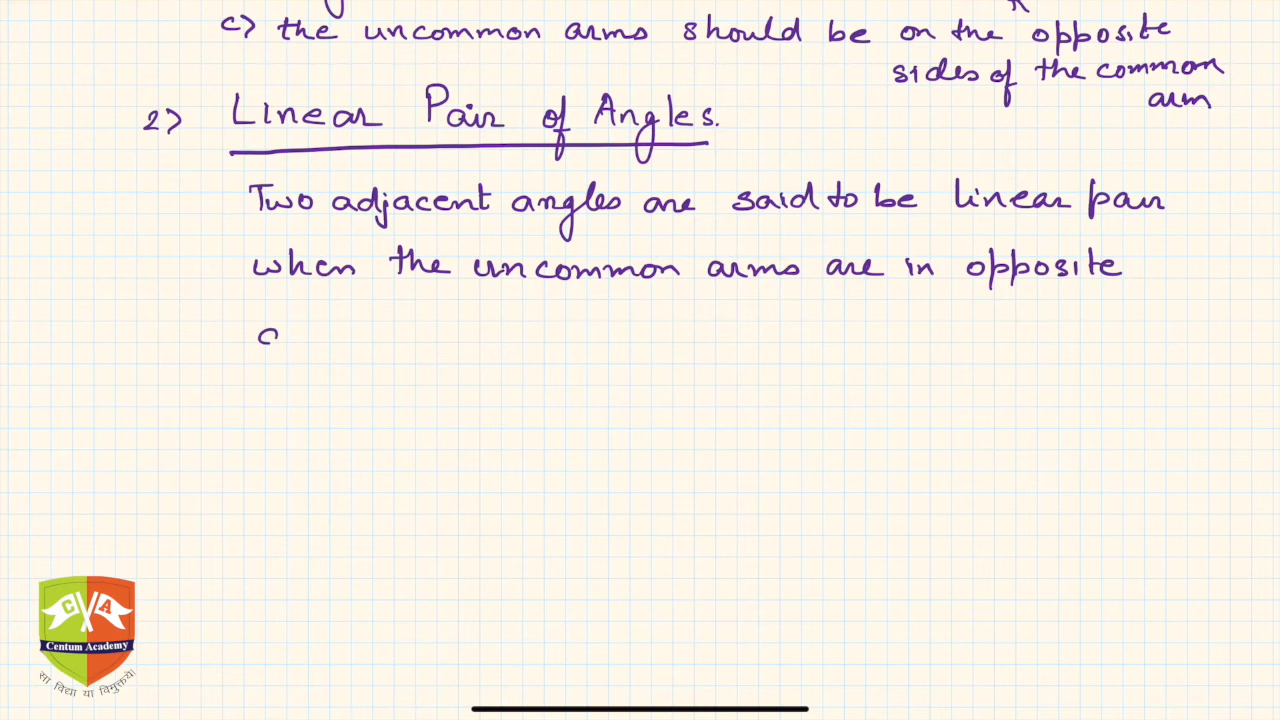 c> the uncommon arms should be on the opposite
sides of the common
arm
2> Linear Pair of Angles.
Two adjacent angles are said to be linear pair
when the uncommon arms are in opposite
C A
Centum Academy
सा विद्या या विमुक्तये।